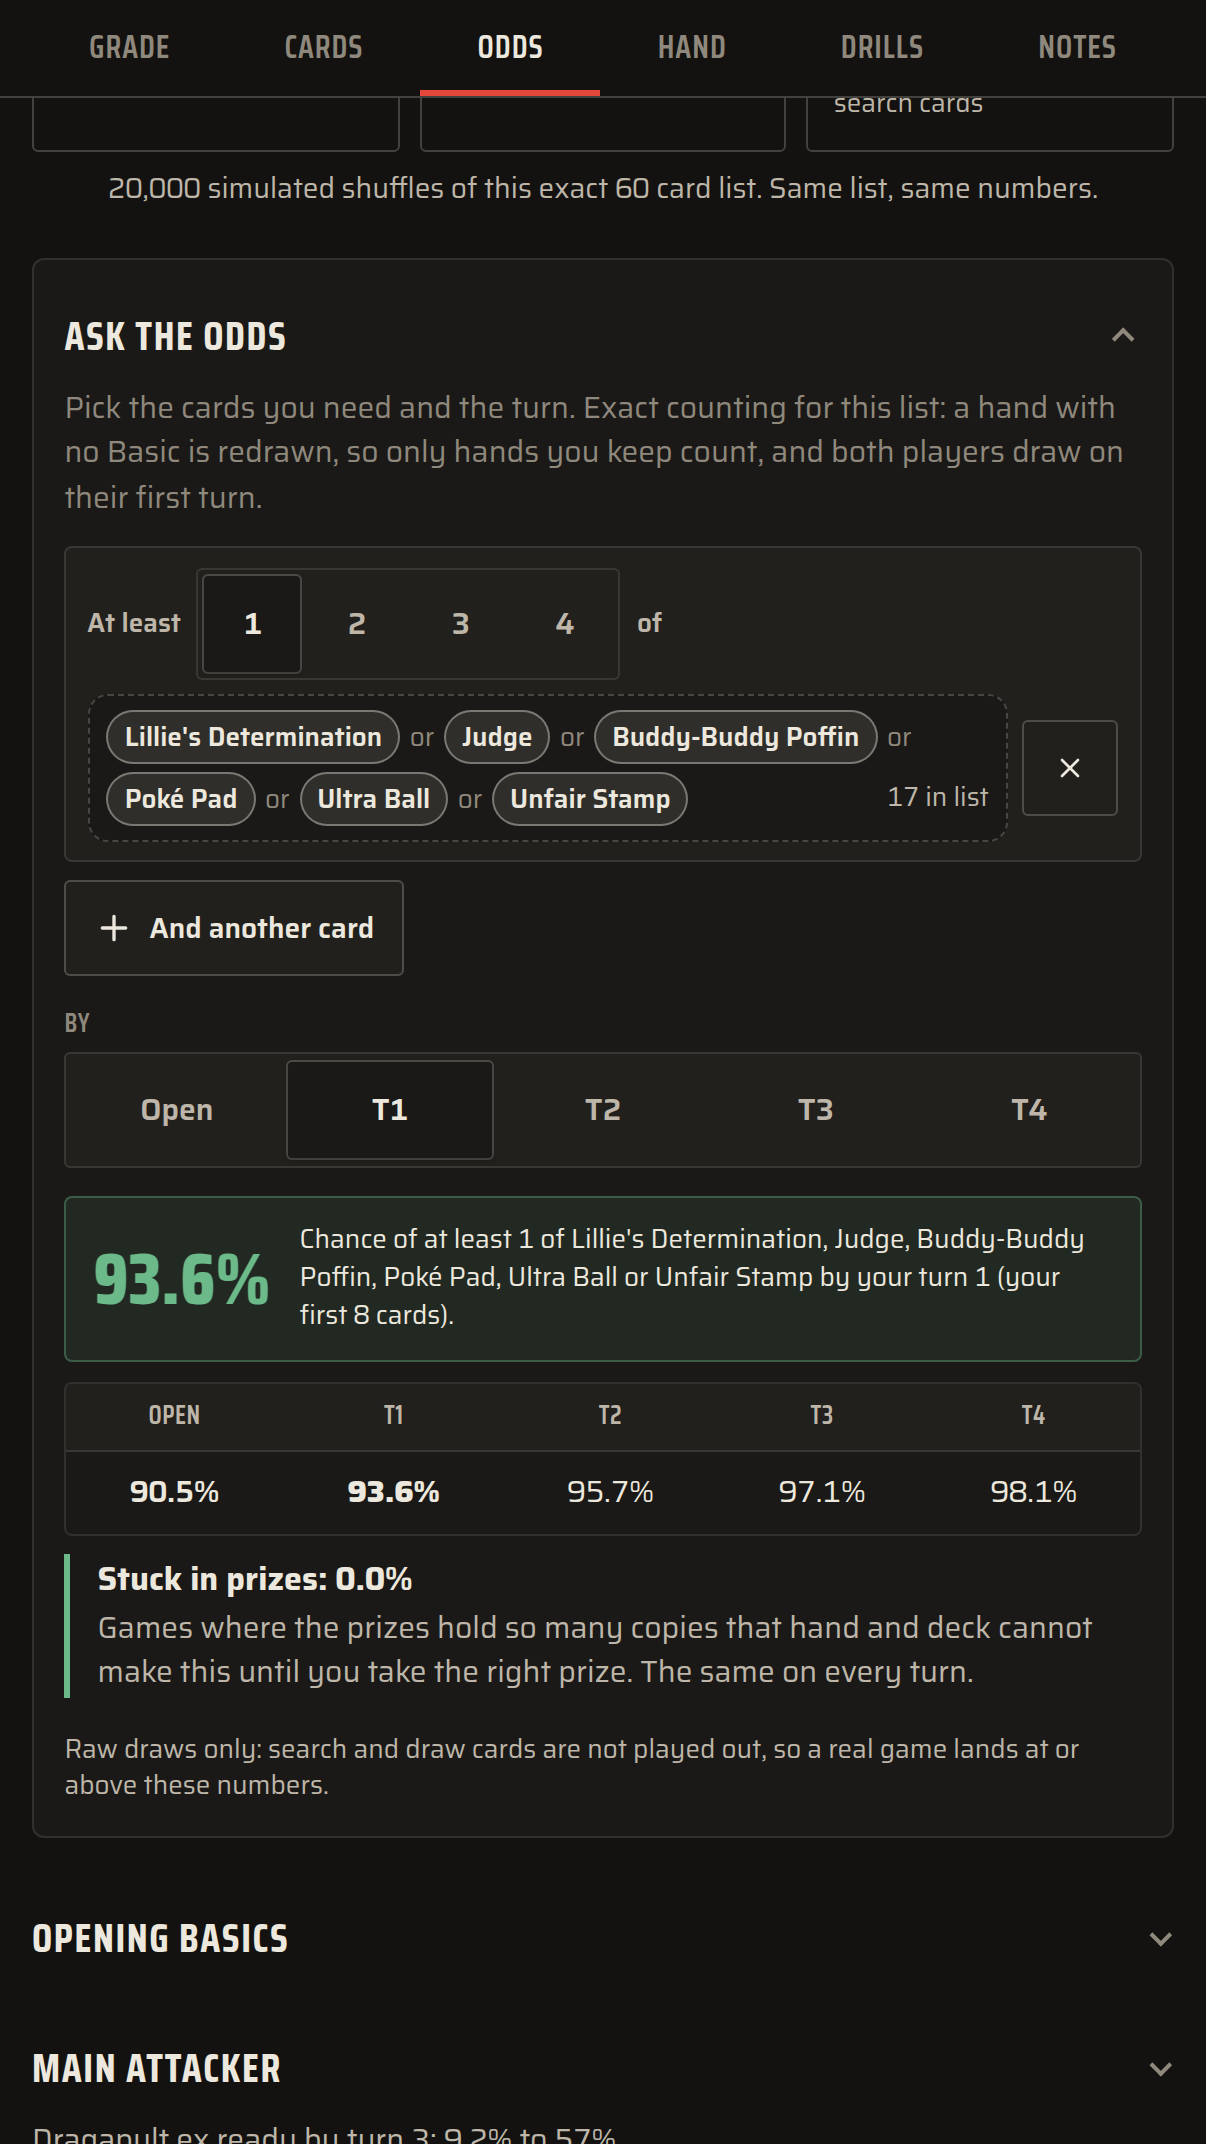 GRADE CARDS ODDS HAND DRILLS NOTES
search cards
20,000 simulated shuffles of this exact 60 card list. Same list, same numbers.
ASK THE ODDS
Pick the cards you need and the turn. Exact counting for this list: a hand with
no Basic is redrawn, so only hands you keep count, and both players draw on
their first turn.
At least 1 2 3 4 of
Lillie's Determination or Judge or Buddy-Buddy Poffin or
Poké Pad or Ultra Ball or Unfair Stamp 17 in list
And another card
BY
Open T1 T2 T3 T4
93.6%
Chance of at least 1 of Lillie's Determination, Judge, Buddy-Buddy
Poffin, Poké Pad, Ultra Ball or Unfair Stamp by your turn 1 (your
first 8 cards).
OPEN T1 T2 T3 T4
90.5% 93.6% 95.7% 97.1% 98.1%
Stuck in prizes: 0.0%
Games where the prizes hold so many copies that hand and deck cannot
make this until you take the right prize. The same on every turn.
Raw draws only: search and draw cards are not played out, so a real game lands at or
above these numbers.
OPENING BASICS
MAIN ATTACKER
Dragapult ex ready by turn 3: 9.2% to 57%